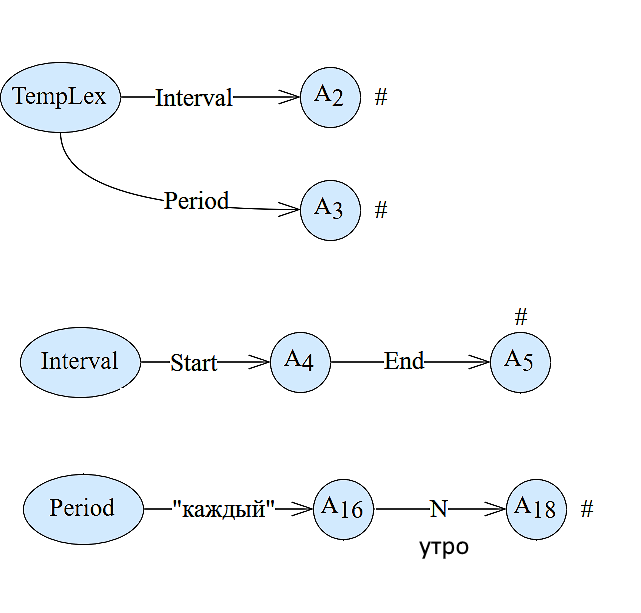 TempLex Interval A2 #
Period A3 #
#
Interval Start A4 End A5
Period "каждый" A16 N A18 #
утро